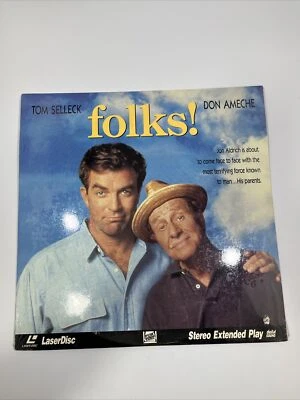 TOM SELLECK
DON AMECHE
folks!
Jon Aldrich is about
to come face to face with the
most terrifying force known
to man...His parents.
LaserDisc
Stereo Extended Play